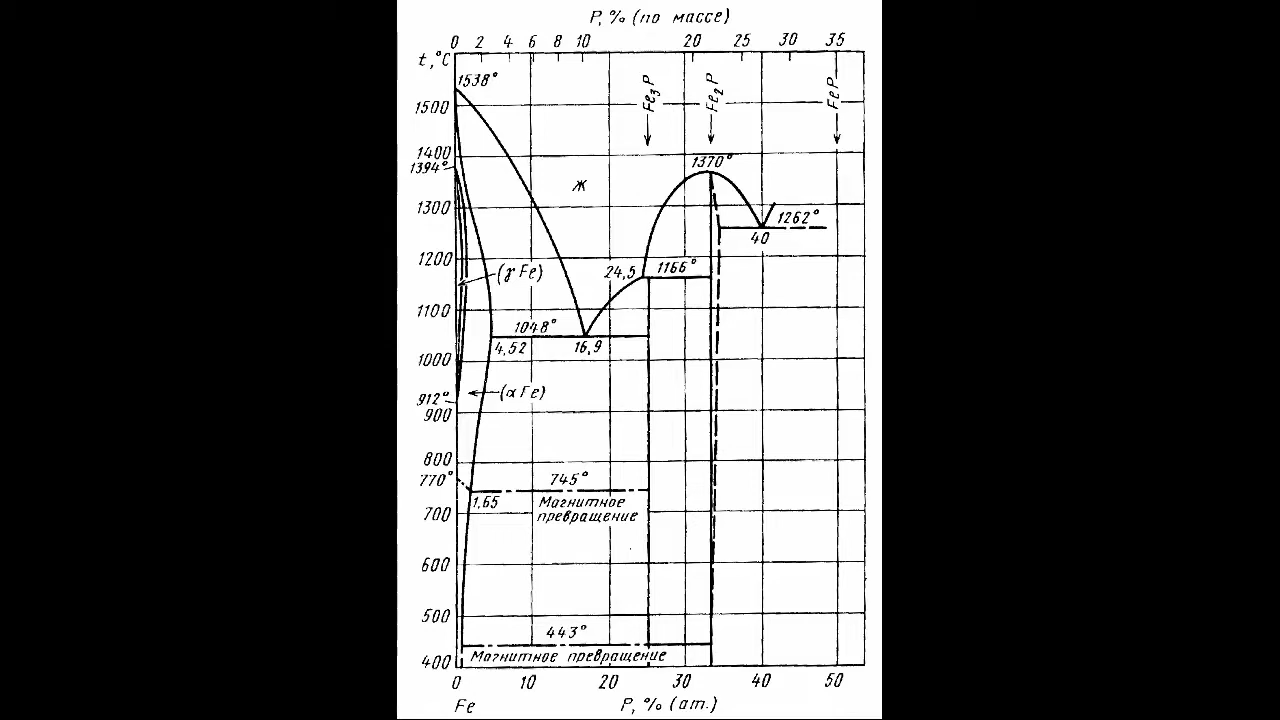 P, % (по массе)
0 2 4 6 8 10 20 25 30 35
t, °C
1538°
Fe₃P
Fe₂P
FeP
1500
1400
1394°
1370°
Ж
1300
1262°
40
1200
(γ Fe)
24,5
1166°
1100
1048°
4,52
16,9
1000
(α Fe)
912°
900
800
770°
745°
1,65
Магнитное
превращение
700
600
500
443°
Магнитное превращение
400
0 10 20 30 40 50
Fe
P, % (ат.)